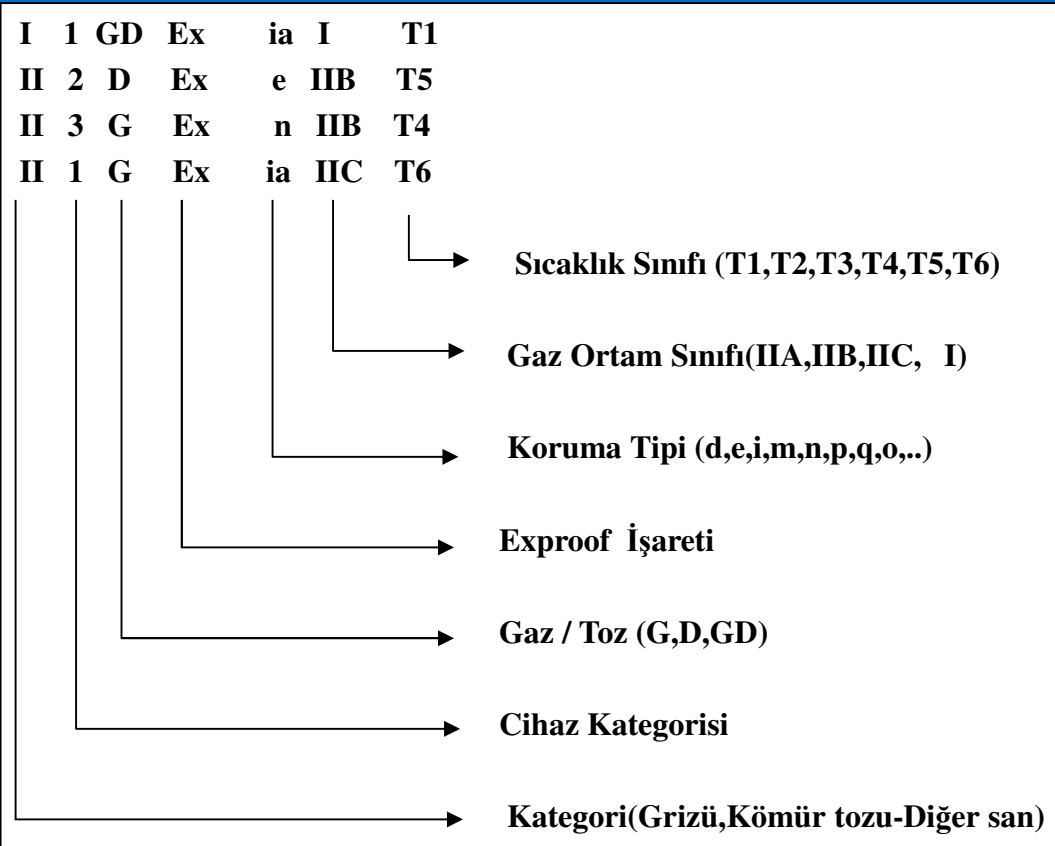 I 1 GD Ex ia I T1
II 2 D Ex e IIB T5
II 3 G Ex n IIB T4
II 1 G Ex ia IIC T6
Sıcaklık Sınıfı (T1,T2,T3,T4,T5,T6)
Gaz Ortam Sınıfı(IIA,IIB,IIC, I)
Koruma Tipi (d,e,i,m,n,p,q,o,..)
Exproof İşareti
Gaz / Toz (G,D,GD)
Cihaz Kategorisi
Kategori(Grizü,Kömür tozu-Diğer san)